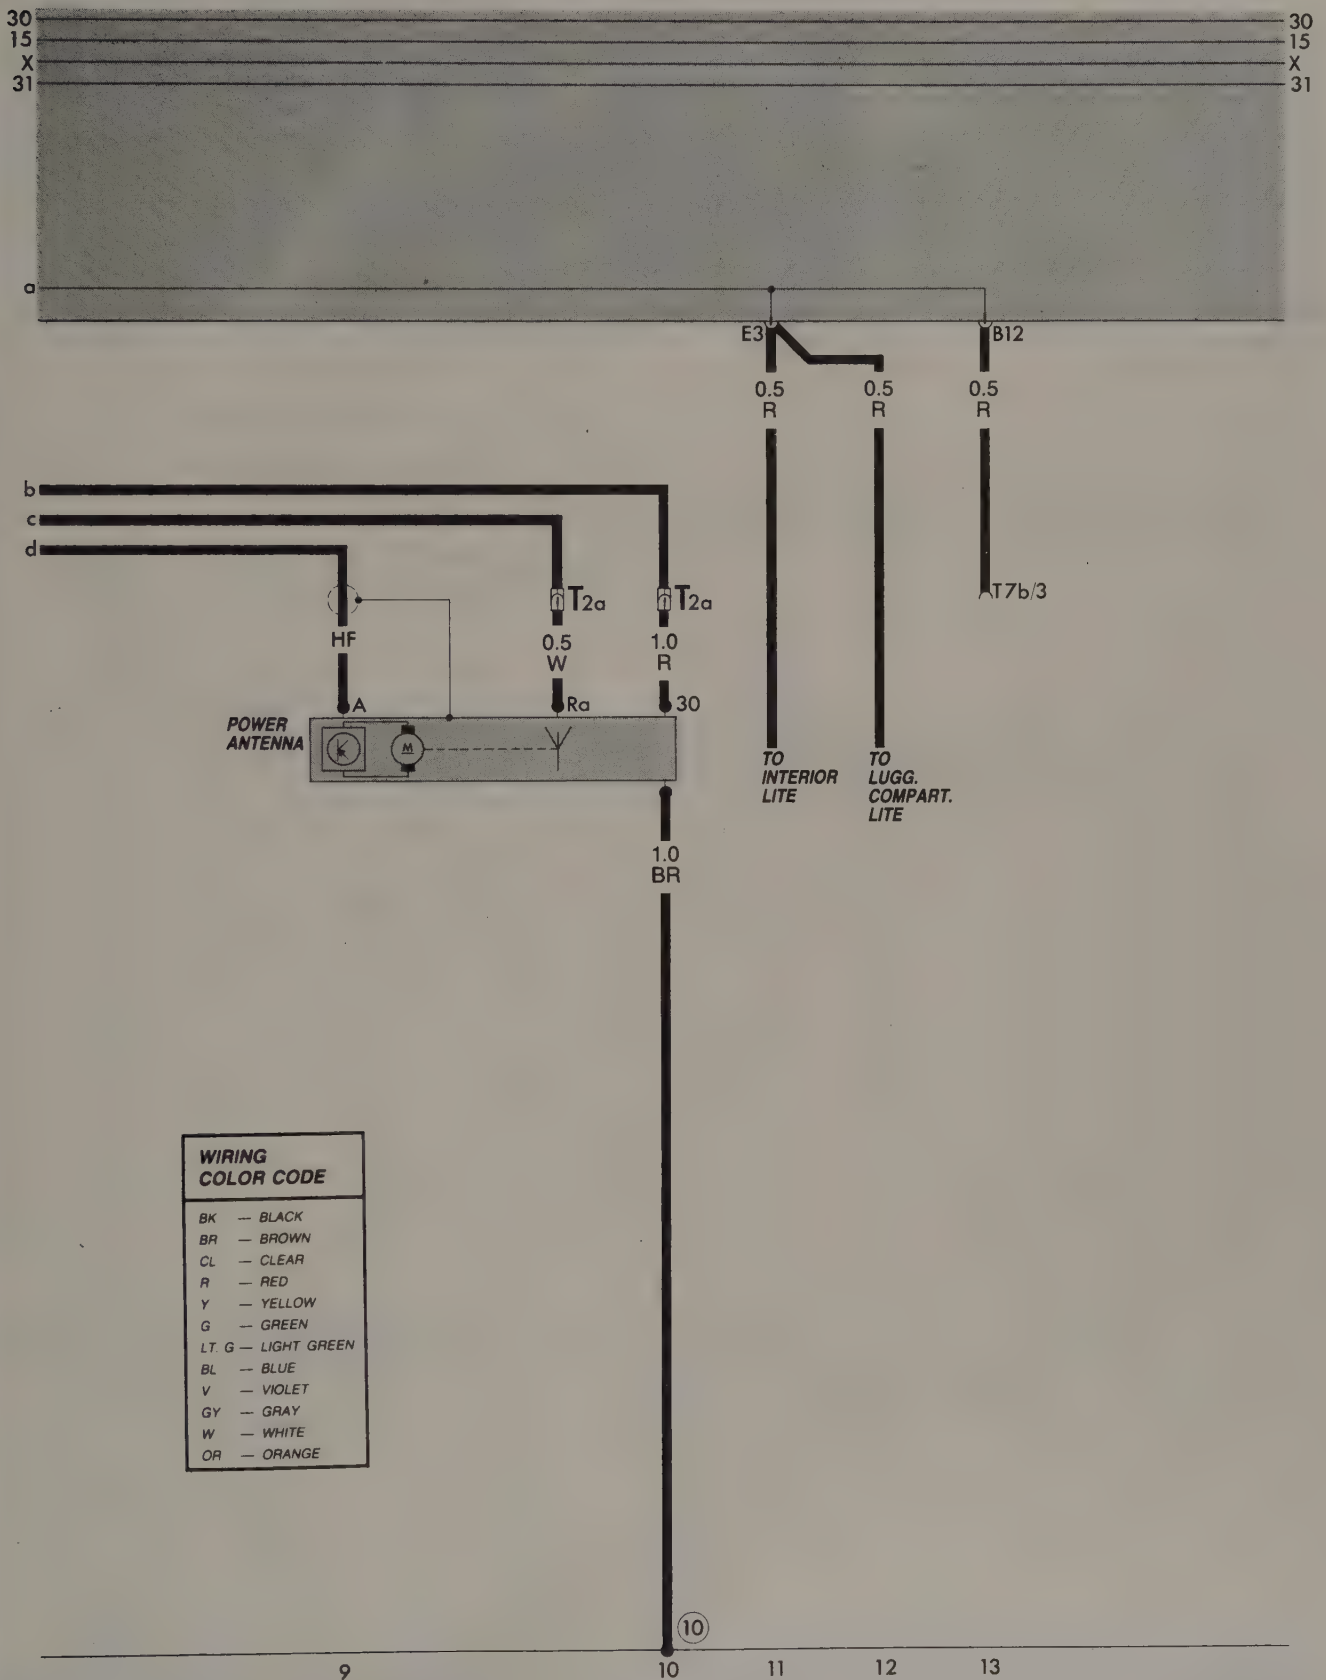 30 30
15 15
X X
31 31
a
E3 B12
0.5 0.5 0.5
R R R
b
c
d
T7b/3
T2a T2a
HF 0.5 1.0
W R
A Ra 30
POWER
ANTENNA
M
TO
INTERIOR
LITE
TO
LUGG.
COMPART.
LITE
1.0
BR
WIRING
COLOR CODE
BK — BLACK
BR — BROWN
CL — CLEAR
R — RED
Y — YELLOW
G — GREEN
LT. G — LIGHT GREEN
BL — BLUE
V — VIOLET
GY — GRAY
W — WHITE
OR — ORANGE
10
9 10 11 12 13